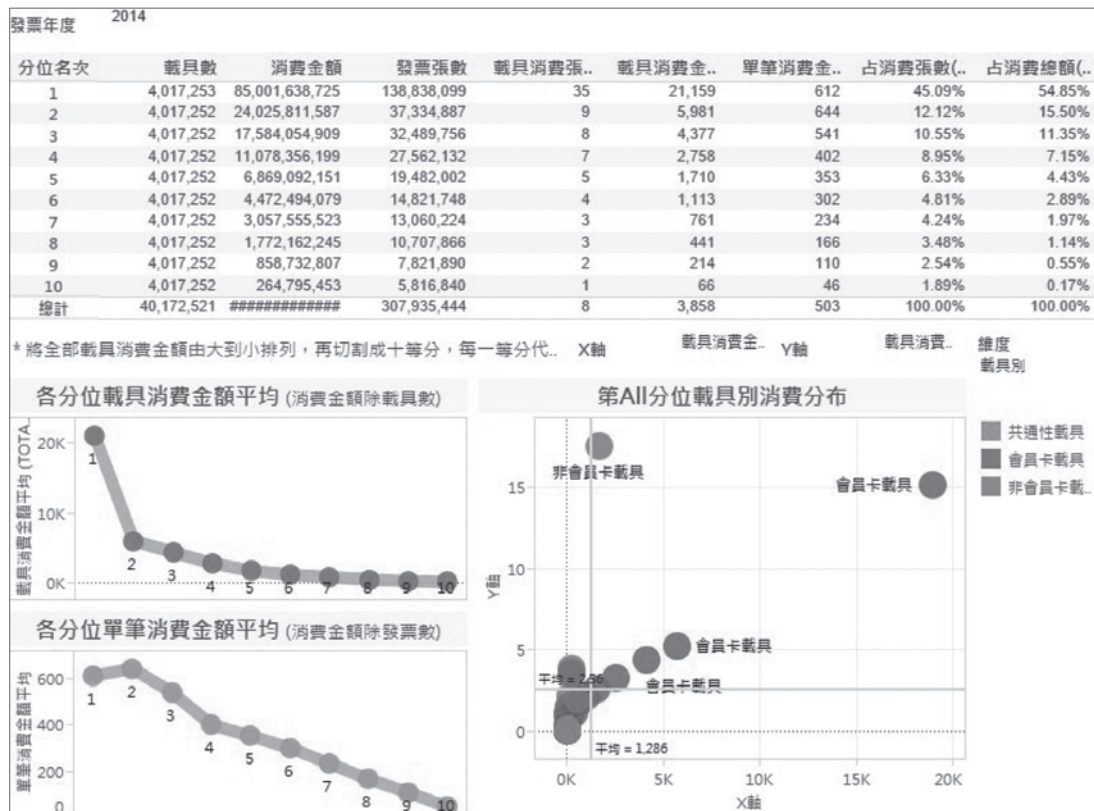 發票年度 2014
分位名次 載具數 消費金額 發票張數 載具消費張.. 載具消費金.. 單筆消費金.. 占消費張數(.. 占消費總額(..
1 4,017,253 85,001,638,725 138,838,099 35 21,159 612 45.09% 54.85%
2 4,017,252 24,025,811,587 37,334,887 9 5,981 644 12.12% 15.50%
3 4,017,252 17,584,054,909 32,489,756 8 4,377 541 10.55% 11.35%
4 4,017,252 11,078,356,199 27,562,132 7 2,758 402 8.95% 7.15%
5 4,017,252 6,869,092,151 19,482,002 5 1,710 353 6.33% 4.43%
6 4,017,252 4,472,494,079 14,821,748 4 1,113 302 4.81% 2.89%
7 4,017,252 3,057,555,523 13,060,224 3 761 234 4.24% 1.97%
8 4,017,252 1,772,162,245 10,707,866 3 441 166 3.48% 1.14%
9 4,017,252 858,732,807 7,821,890 2 214 110 2.54% 0.55%
10 4,017,252 264,795,453 5,816,840 1 66 46 1.89% 0.17%
總計 40,172,521 ############# 307,935,444 8 3,858 503 100.00% 100.00%
* 將全部載具消費金額由大到小排列，再切割成十等分，每一等分代.. X軸 載具消費金.. Y軸 載具消費.. 維度
載具別
各分位載具消費金額平均 (消費金額除載具數)
載具消費金額平均 (TOTA..
20K
10K
0K
1
2
3
4
5
6
7
8
9
10
各分位單筆消費金額平均 (消費金額除發票數)
單筆消費金額平均
600
400
200
0
1
2
3
4
5
6
7
8
9
10
第All分位載具別消費分布
Y軸
15
10
5
0
非會員卡載具
會員卡載具
會員卡載具
會員卡載具
平均 = 2.56
平均 = 1,286
0K 5K 10K 15K 20K
X軸
共通性載具
會員卡載具
非會員卡載..